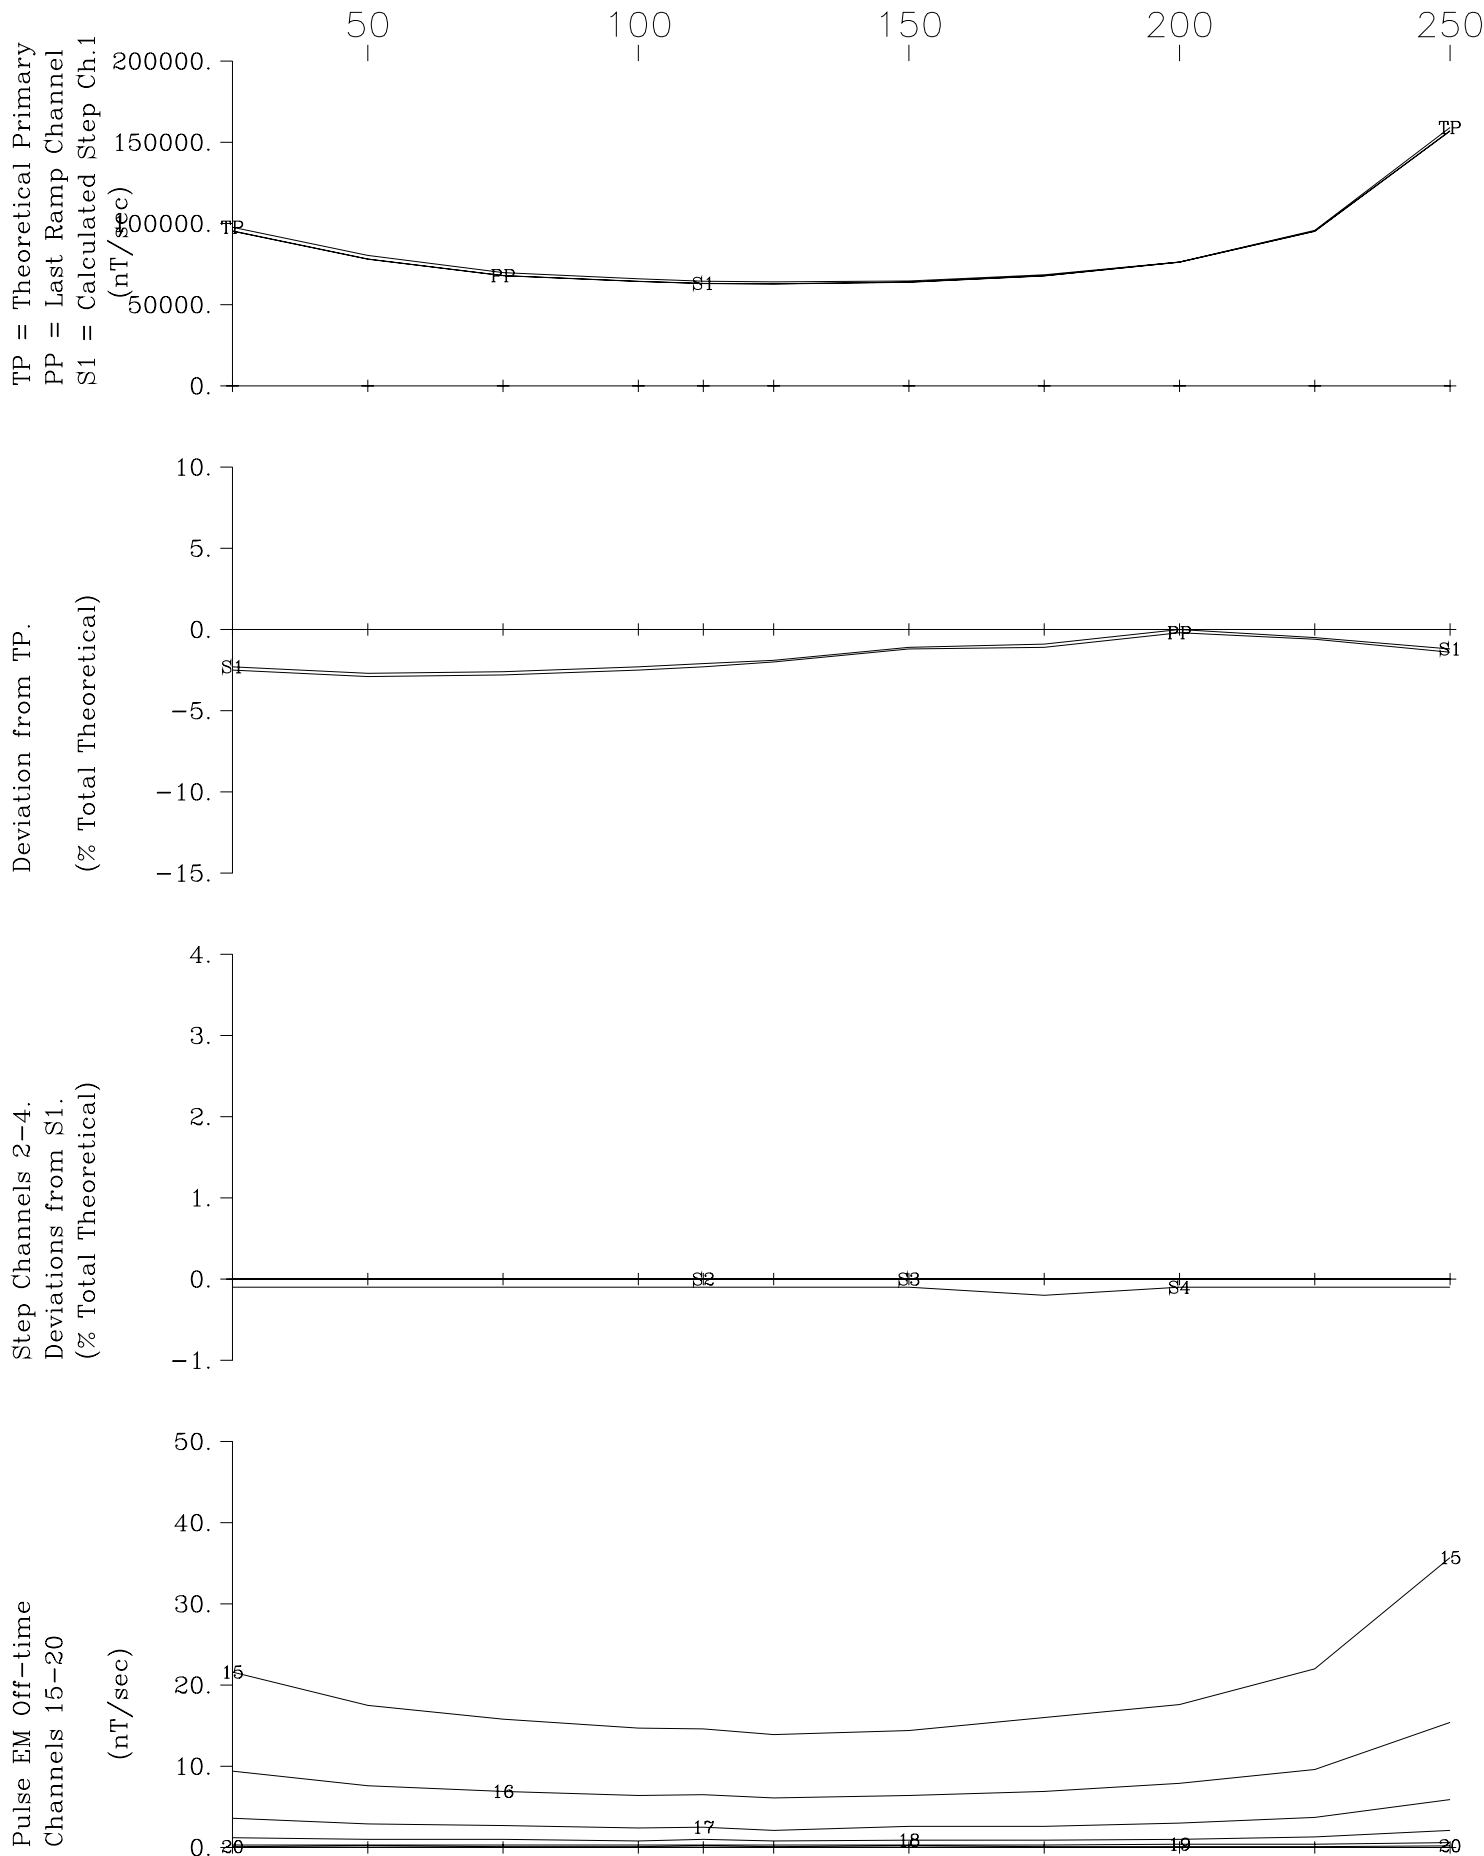 50 100 150 200 250
TP = Theoretical Primary
PP = Last Ramp Channel
S1 = Calculated Step Ch.1
(nT/sec)
200000.
150000.
100000.
50000.
0.
TP
PP
S1
TP
Deviation from TP.
(% Total Theoretical)
10.
5.
0.
-5.
-10.
-15.
S1
PP
S1
Step Channels 2-4.
Deviations from S1.
(% Total Theoretical)
4.
3.
2.
1.
0.
-1.
S2
S3
S4
Pulse EM Off-time
Channels 15-20
(nT/sec)
50.
40.
30.
20.
10.
0.
15
16
17
18
19
20
15
20